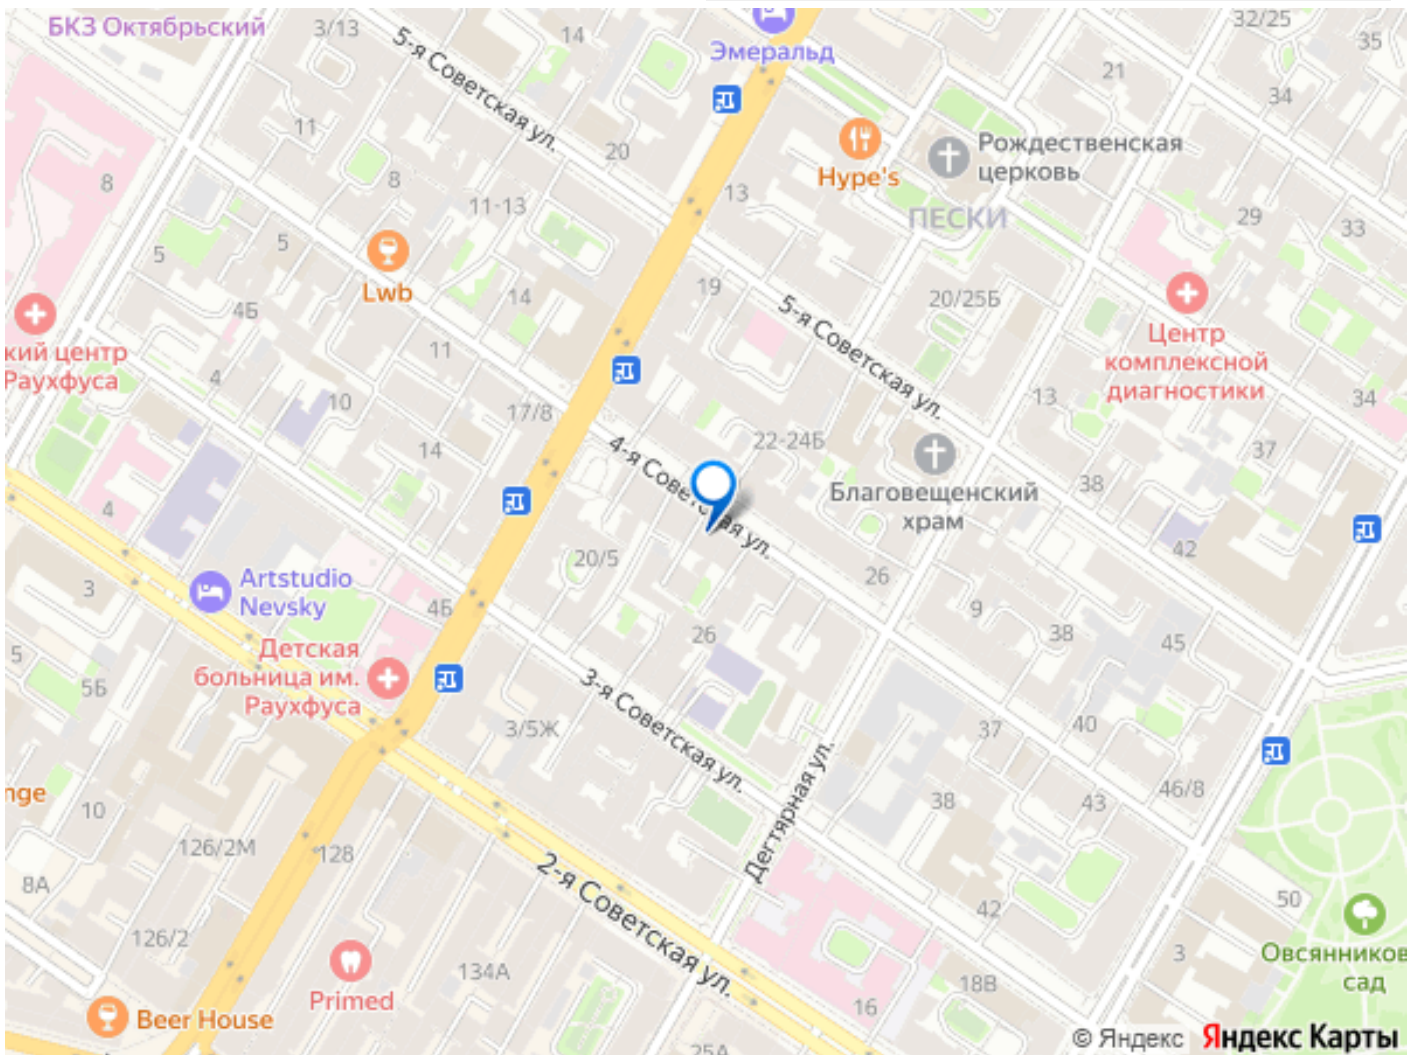 БКЗ Октябрьский
3/13
14
Эмеральд
32/25
35
5-я Советская ул.
21
34
11
20
Hype's
Рождественская
церковь
8
8
11-13
13
ПЕСКИ
29
33
5
5
Lwb
14
19
20/25Б
4Б
5-я Советская ул.
Центр
комплексной
диагностики
кий центр
Раухфуса
11
4
10
17/8
13
34
14
4-я Советская ул.
22-24Б
37
Благовещенский
храм
38
4
42
20/5
26
3
Artstudio
Nevsky
4Б
9
38
45
26
Детская
больница им.
Раухфуса
5
5Б
3-я Советская ул.
3/5Ж
37
40
Дегтярная ул.
46/8
nge
10
38
43
126/2М
128
2-я Советская ул.
8А
50
42
126/2
134А
Овсянников
сад
3
Primed
18В
16
Beer House
25А
© Яндекс Яндекс Карты